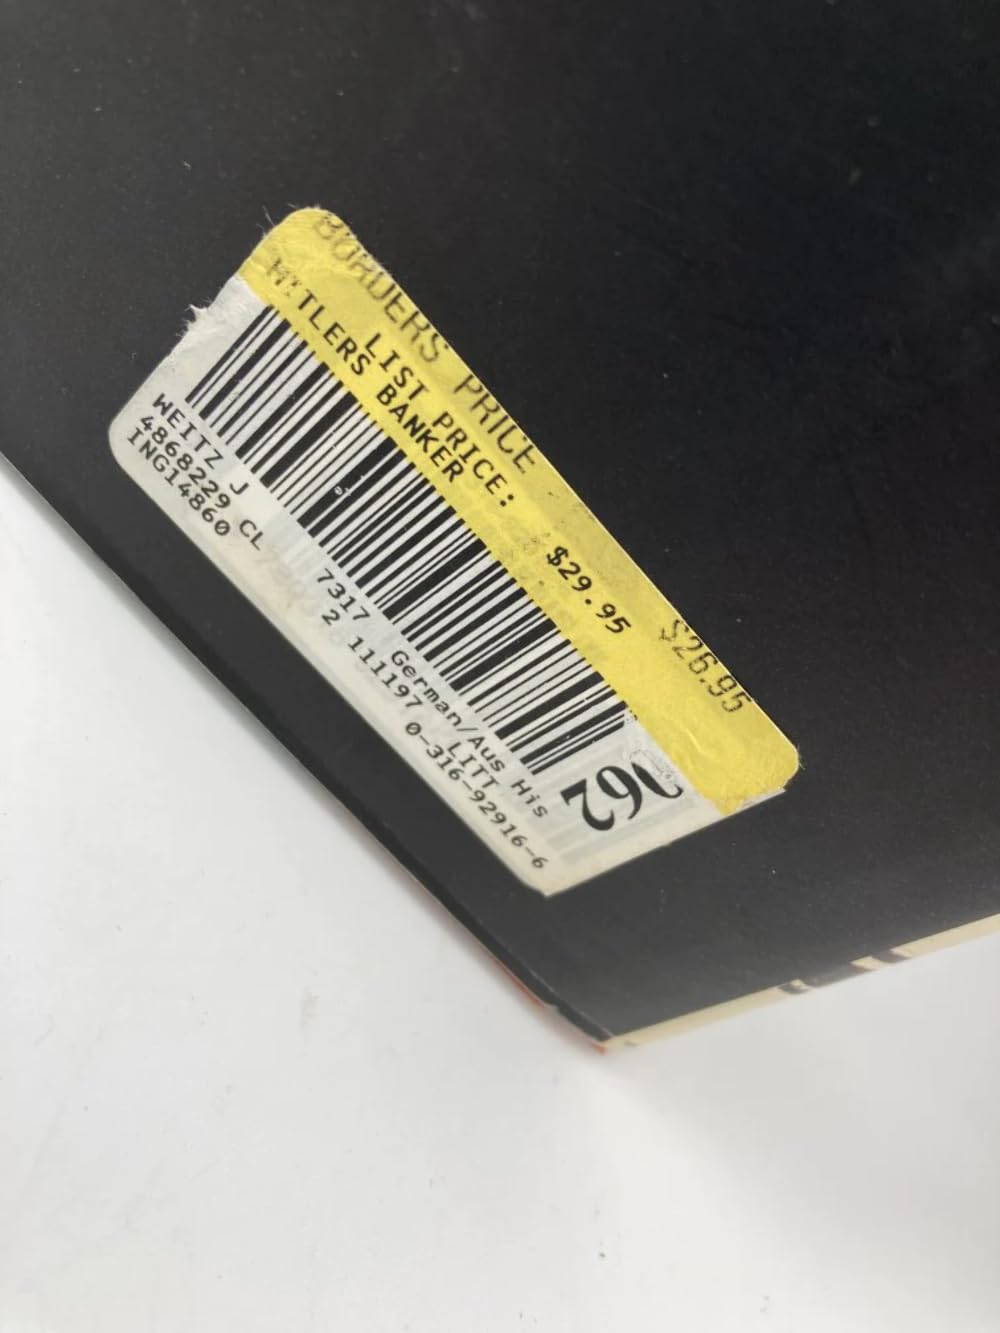 BORDERS PRICE $26.95
LIST PRICE: $29.95
HITLERS BANKER
WEITZ J 7317 German/Aus His
4868229 CL 2 111197 LITT
ING14860 0-316-92916-6